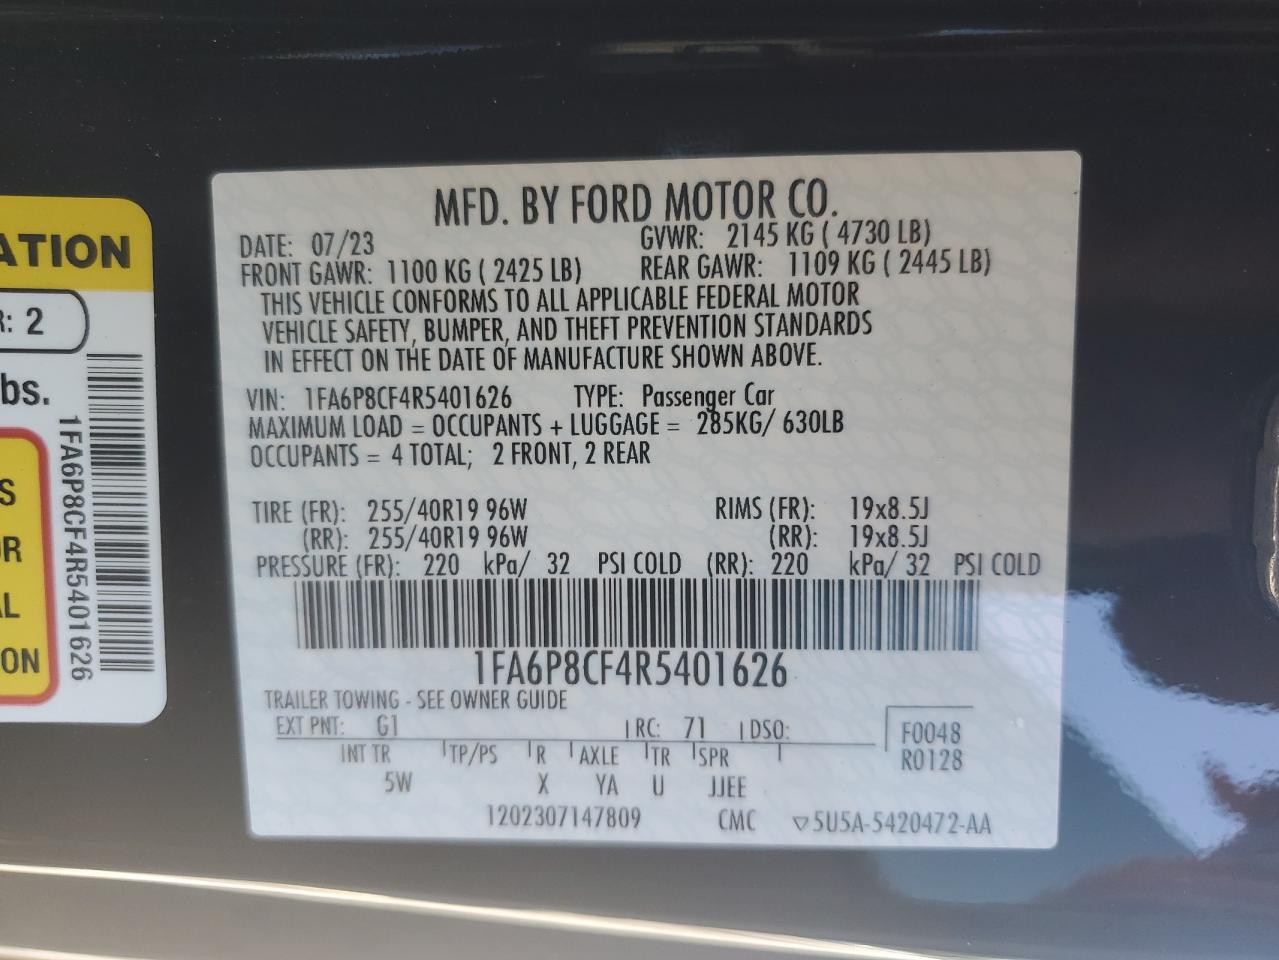 MFD. BY FORD MOTOR CO.
DATE: 07/23 GVWR: 2145 KG ( 4730 LB)
FRONT GAWR: 1100 KG ( 2425 LB) REAR GAWR: 1109 KG ( 2445 LB)
THIS VEHICLE CONFORMS TO ALL APPLICABLE FEDERAL MOTOR
VEHICLE SAFETY, BUMPER, AND THEFT PREVENTION STANDARDS
IN EFFECT ON THE DATE OF MANUFACTURE SHOWN ABOVE.
VIN: 1FA6P8CF4R5401626 TYPE: Passenger Car
MAXIMUM LOAD = OCCUPANTS + LUGGAGE = 285KG/ 630LB
OCCUPANTS = 4 TOTAL; 2 FRONT, 2 REAR
TIRE (FR): 255/40R19 96W RIMS (FR): 19x8.5J
(RR): 255/40R19 96W (RR): 19x8.5J
PRESSURE (FR): 220 kPa/ 32 PSI COLD (RR): 220 kPa/ 32 PSI COLD
1FA6P8CF4R5401626
TRAILER TOWING - SEE OWNER GUIDE
EXT PNT: G1 RC: 71 DSO: F0048
R0128
INT TR TP/PS R AXLE TR SPR
5W X YA U JJEE
1202307147809 CMC ▽5U5A-5420472-AA
ATION
R: 2
bs.
S
OR
AL
ON
1FA6P8CF4R5401626